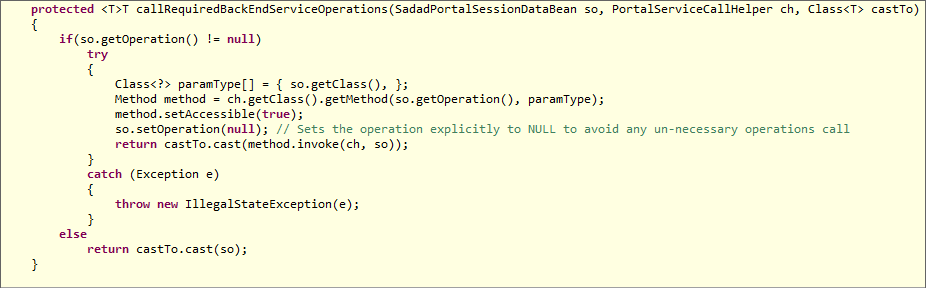 protected <T>T callRequiredBackEndServiceOperations(SadadPortalSessionDataBean so, PortalServiceCallHelper ch, Class<T> castTo)
{
    if(so.getOperation() != null)
        try
        {
            Class<?> paramType[] = { so.getClass(), };
            Method method = ch.getClass().getMethod(so.getOperation(), paramType);
            method.setAccessible(true);
            so.setOperation(null); // Sets the operation explicitly to NULL to avoid any un-necessary operations call
            return castTo.cast(method.invoke(ch, so));
        }
        catch (Exception e)
        {
            throw new IllegalStateException(e);
        }
    else
        return castTo.cast(so);
}